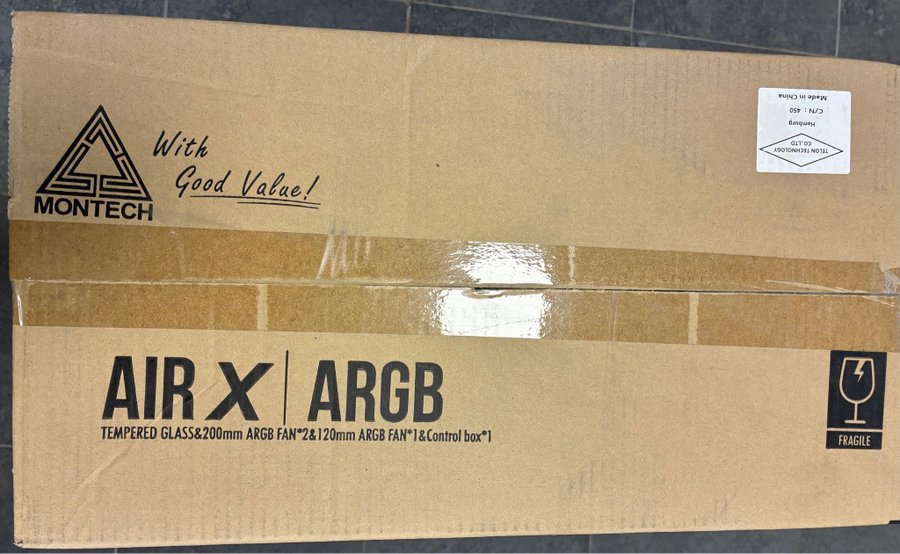 With
Good Value!
MONTECH
Made in China
C/N : 450
Hamburg
TELON TECHNOLOGY
CO.,LTD
AIR X | ARGB
TEMPERED GLASS&200mm ARGB FAN*2&120mm ARGB FAN*1&Control box*1
FRAGILE